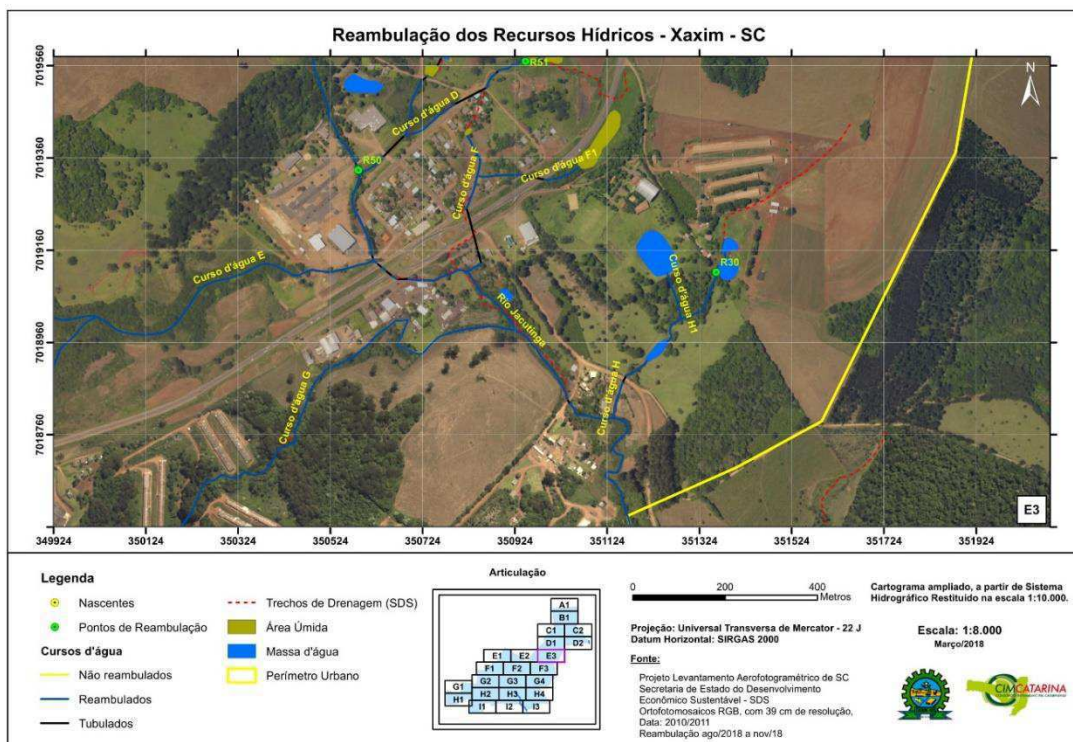 Reambulação dos Recursos Hídricos - Xaxim - SC
7019560
7019360
7019160
7018960
7018760
N
R51
R50
R30
Curso d'água D
Curso d'água F
Curso d'água F1
Curso d'água E
Curso d'água H1
Rio Jacutinga
Curso d'água G
Curso d'água H
E3
349924 350124 350324 350524 350724 350924 351124 351324 351524 351724 351924
Legenda
Nascentes
Pontos de Reambulação
Cursos d'água
Não reambulados
Reambulados
Tubulados
Trechos de Drenagem (SDS)
Área Úmida
Massa d'água
Perímetro Urbano
Articulação
A1
B1
C1 C2
D1 D2
E1 E2 E3
F1 F2 F3
G1 G2 G3 G4
H1 H2 H3 H4
I1 I2 I3
0 200 400
Metros
Projeção: Universal Transversa de Mercator - 22 J
Datum Horizontal: SIRGAS 2000
Fonte:
Projeto Levantamento Aerofotogramétrico de SC
Secretaria de Estado do Desenvolvimento
Econômico Sustentável - SDS
Ortofotomosaicos RGB, com 39 cm de resolução,
Data: 2010/2011
Reambulação ago/2018 a nov/18
Cartograma ampliado, a partir de Sistema
Hidrográfico Restituído na escala 1:10.000.
Escala: 1:8.000
Março/2018
CIMCATARINA